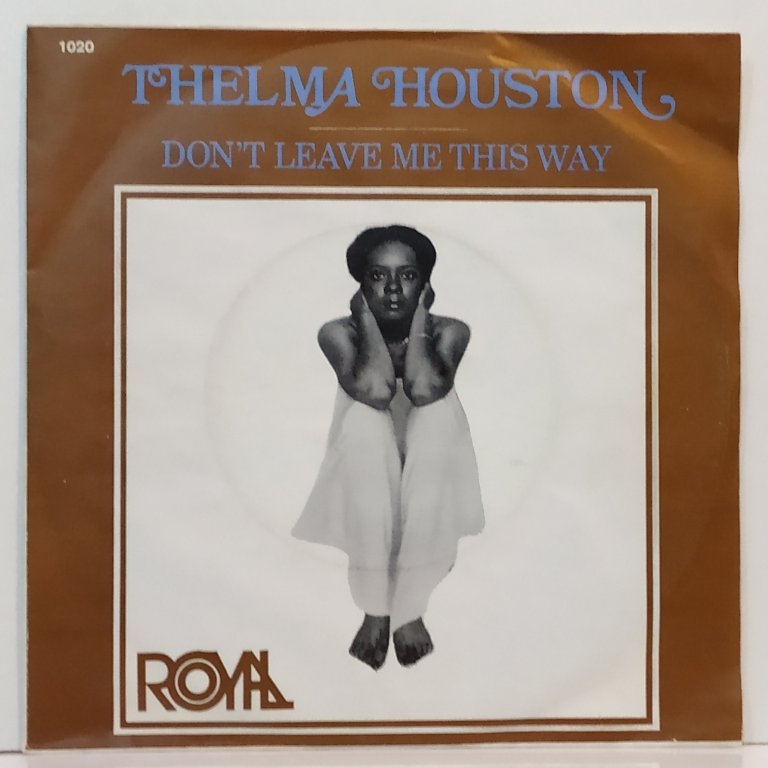 1020
THELMA HOUSTON
DON'T LEAVE ME THIS WAY
ROYAL